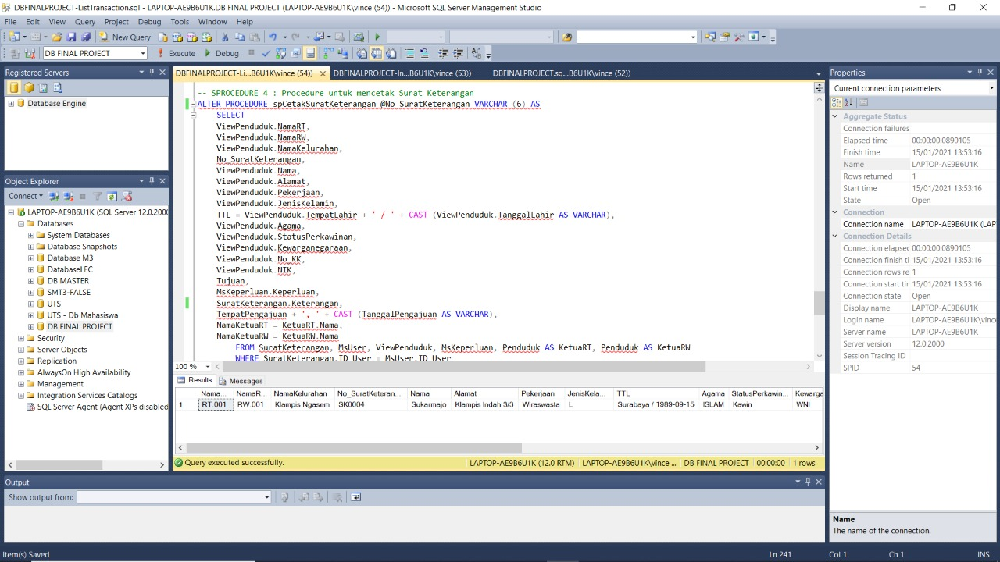 DBFINALPROJECT-ListTransaction.sql - LAPTOP-AE9B6U1K.DB FINAL PROJECT (LAPTOP-AE9B6U1K\vince (54)) - Microsoft SQL Server Management Studio
File Edit View Query Project Debug Tools Window Help
New Query
DB FINAL PROJECT Execute Debug
Registered Servers
Database Engine
Object Explorer
Connect
LAPTOP-AE9B6U1K (SQL Server 12.0.2000
Databases
System Databases
Database Snapshots
Database M3
DatabaseLEC
DB MASTER
SMT3-FALSE
UTS
UTS - Db Mahasiswa
DB FINAL PROJECT
Security
Server Objects
Replication
AlwaysOn High Availability
Management
Integration Services Catalogs
SQL Server Agent (Agent XPs disabled
DBFINALPROJECT-Li...B6U1K\vince (54)) DBFINALPROJECT-In...B6U1K\vince (53)) DBFINALPROJECT.sq...B6U1K\vince (52))
-- SPROCEDURE 4 : Procedure untuk mencetak Surat Keterangan
ALTER PROCEDURE spCetakSuratKeterangan @No_SuratKeterangan VARCHAR (6) AS
SELECT
ViewPenduduk.NamaRT,
ViewPenduduk.NamaRW,
ViewPenduduk.NamaKelurahan,
No_SuratKeterangan,
ViewPenduduk.Nama,
ViewPenduduk.Alamat,
ViewPenduduk.Pekerjaan,
ViewPenduduk.JenisKelamin,
TTL = ViewPenduduk.TempatLahir + ' / ' + CAST (ViewPenduduk.TanggalLahir AS VARCHAR),
ViewPenduduk.Agama,
ViewPenduduk.StatusPerkawinan,
ViewPenduduk.Kewarganegaraan,
ViewPenduduk.No_KK,
ViewPenduduk.NIK,
Tujuan,
MsKeperluan.Keperluan,
SuratKeterangan.Keterangan,
TempatPengajuan + ', ' + CAST (TanggalPengajuan AS VARCHAR),
NamaKetuaRT = KetuaRT.Nama,
NamaKetuaRW = KetuaRW.Nama
FROM SuratKeterangan, MsUser, ViewPenduduk, MsKeperluan, Penduduk AS KetuaRT, Penduduk AS KetuaRW
WHERE SuratKeterangan.ID_User = MsUser.ID_User
100 %
Results Messages
Nama... NamaR... NamaKelurahan No_SuratKeteran... Nama Alamat Pekerjaan JenisKela... TTL Agama StatusPerkawin... Kewarga
1 RT.001 RW.001 Klampis Ngasem SK0004 Sukarmajo Klampis Indah 3/3 Wiraswasta L Surabaya / 1989-09-15 ISLAM Kawin WNI
Query executed successfully. LAPTOP-AE9B6U1K (12.0 RTM) LAPTOP-AE9B6U1K\vince ... DB FINAL PROJECT 00:00:00 1 rows
Properties
Current connection parameters
Aggregate Status
Connection failures
Elapsed time 00:00:00.0890105
Finish time 15/01/2021 13:53:16
Name LAPTOP-AE9B6U1K
Rows returned 1
Start time 15/01/2021 13:53:16
State Open
Connection
Connection name LAPTOP-AE9B6U1K (LAP
Connection Details
Connection elapsec 00:00:00.0890105
Connection finish ti 15/01/2021 13:53:16
Connection rows re 1
Connection start tir 15/01/2021 13:53:16
Connection state Open
Display name LAPTOP-AE9B6U1K
Login name LAPTOP-AE9B6U1K\vince
Server name LAPTOP-AE9B6U1K
Server version 12.0.2000
Session Tracing ID
SPID 54
Name
The name of the connection.
Output
Show output from:
Item(s) Saved Ln 241 Col 1 Ch 1 INS